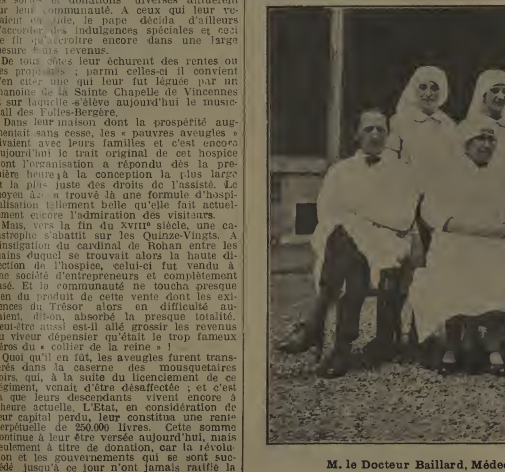 sur leur communauté. A ceux qui leur ve-
naient en aide, le pape décida d'ailleurs
d'accorder des indulgences spéciales et ceci
ne fit qu'accroître encore dans une large
mesure leurs revenus.
De tous côtés leur échurent des rentes ou
des propriétés ; parmi celles-ci il convient
d'en citer une qui leur fut léguée par un
chanoine de la Sainte Chapelle de Vincennes
et sur laquelle s'élève aujourd'hui le music-
hall des Folies-Bergère.
Dans leur maison dont la prospérité aug-
mentait sans cesse, les « pauvres aveugles »
vivaient avec leurs familles et c'est encore
aujourd'hui le trait original de cet hospice
dont l'organisation a répondu dès la pre-
mière heure à la conception la plus large
et la plus juste des droits de l'assisté. Le
moyen âge a trouvé là une formule d'hospi-
talisation tellement belle qu'elle fait actuel-
lement encore l'admiration des visiteurs.
Mais, vers la fin du XVIIIe siècle, une ca-
tastrophe s'abattit sur les Quinze-Vingts. A
l'instigation du cardinal de Rohan entre les
mains duquel se trouvait alors la haute di-
rection de l'hospice, celui-ci fut vendu à
une société d'entrepreneurs et complètement
rasé. Et la communauté ne toucha presque
rien du produit de cette vente dont les exi-
gences du Trésor alors en difficulté au-
raient, dit-on, absorbé la presque totalité.
Peut-être aussi est-il allé grossir les revenus
du viveur dépensier qu'était le trop fameux
héros du « collier de la reine » !
Quoi qu'il en fût, les aveugles furent trans-
férés dans la caserne des mousquetaires
noirs, qui, à la suite du licenciement de ce
régiment, venait d'être désaffectée ; et c'est
là que leurs descendants vivent encore à
l'heure actuelle. L'Etat, en considération de
leur capital perdu, leur constitua une rente
perpétuelle de 250.000 livres. Cette somme
continue à leur être versée aujourd'hui, mais
seulement à titre de donation, car la révolu-
tion et les gouvernements qui se sont suc-
cédé jusqu'à ce jour n'ont jamais ratifié la
M. le Docteur Baillard, Méde